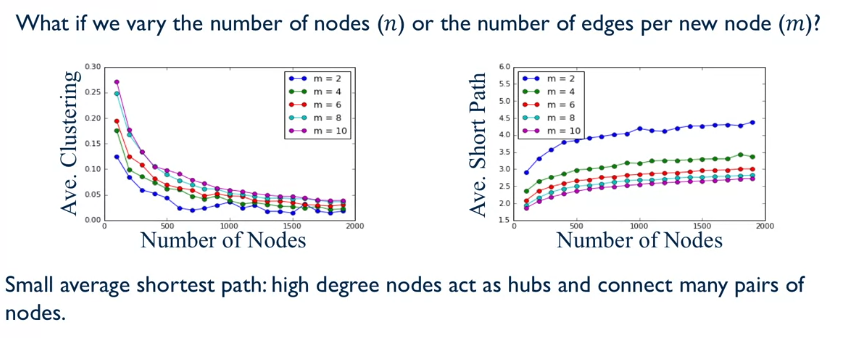 What if we vary the number of nodes (n) or the number of edges per new node (m)?
Ave. Clustering
0.30
0.25
0.20
0.15
0.10
0.05
0.00
0
500
1000
1500
2000
m = 2
m = 4
m = 6
m = 8
m = 10
Number of Nodes
Ave. Short Path
6.0
5.5
5.0
4.5
4.0
3.5
3.0
2.5
2.0
1.5
0
500
1000
1500
2000
m = 2
m = 4
m = 6
m = 8
m = 10
Number of Nodes
Small average shortest path: high degree nodes act as hubs and connect many pairs of
nodes.